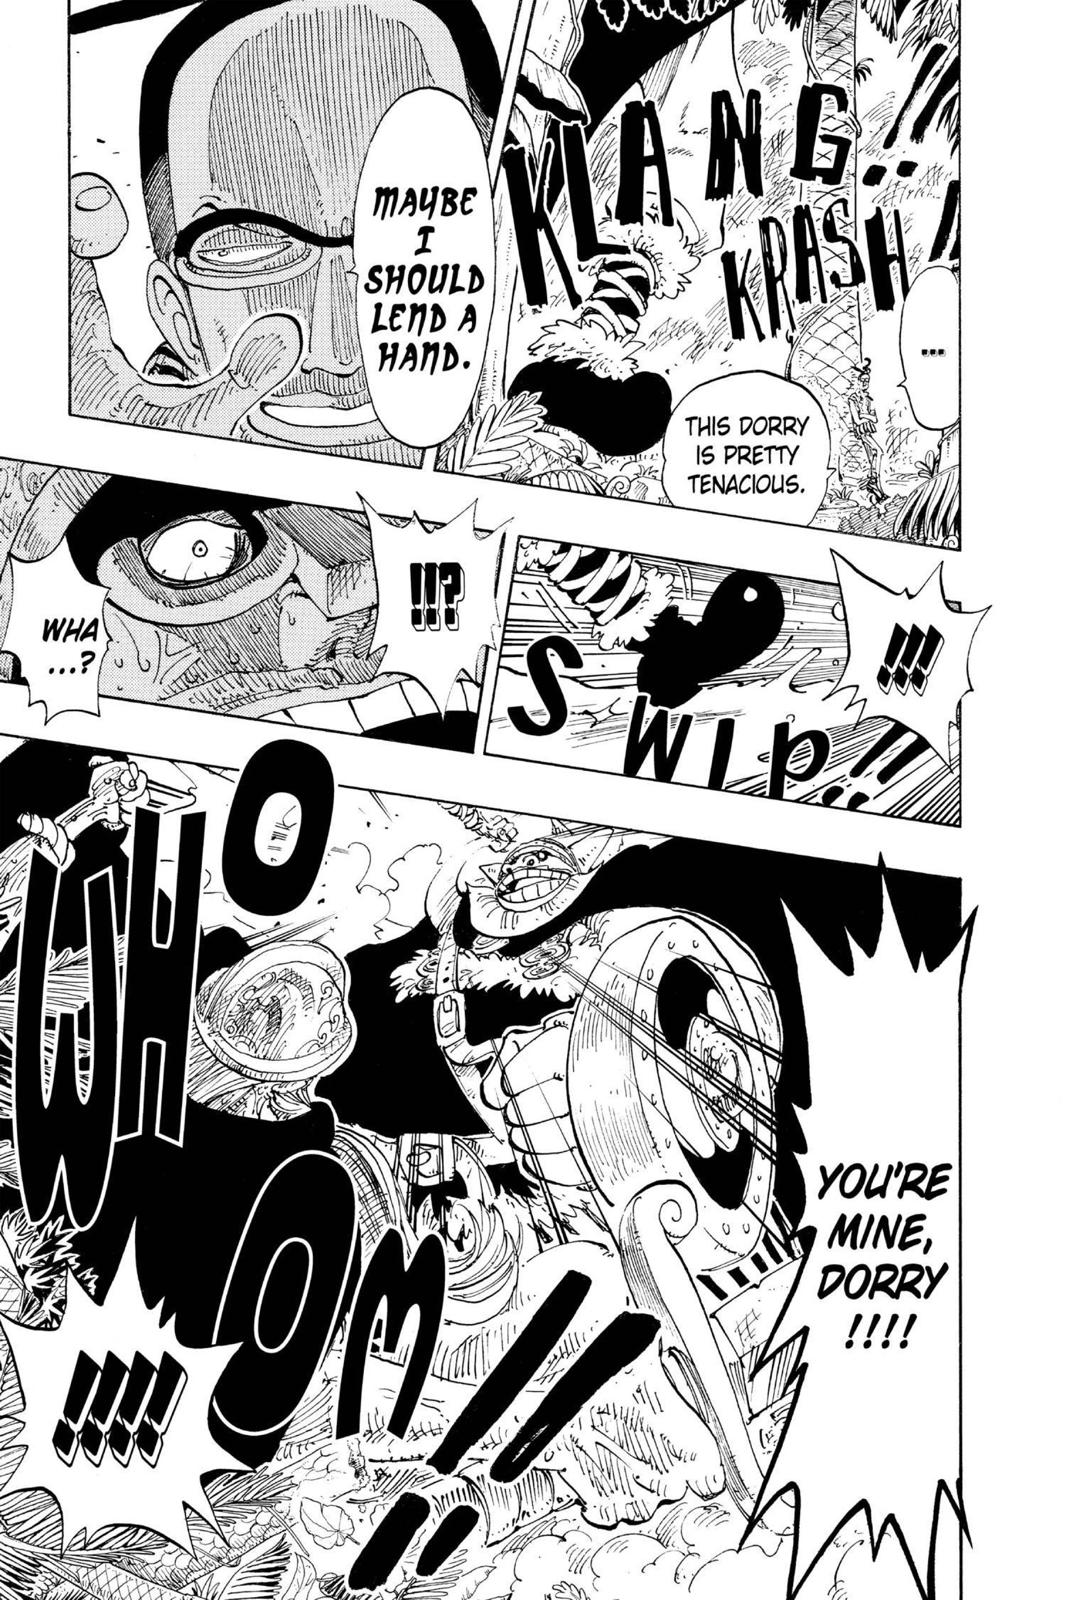 KLANG!!
KRASH!!
...
THIS DORRY
IS PRETTY
TENACIOUS.
MAYBE
I
SHOULD
LEND A
HAND.
!!!
SWIP!!
!!!?
WHA
...?
YOU'RE
MINE,
DORRY
!!!!
WHOOM!!
!!!!!